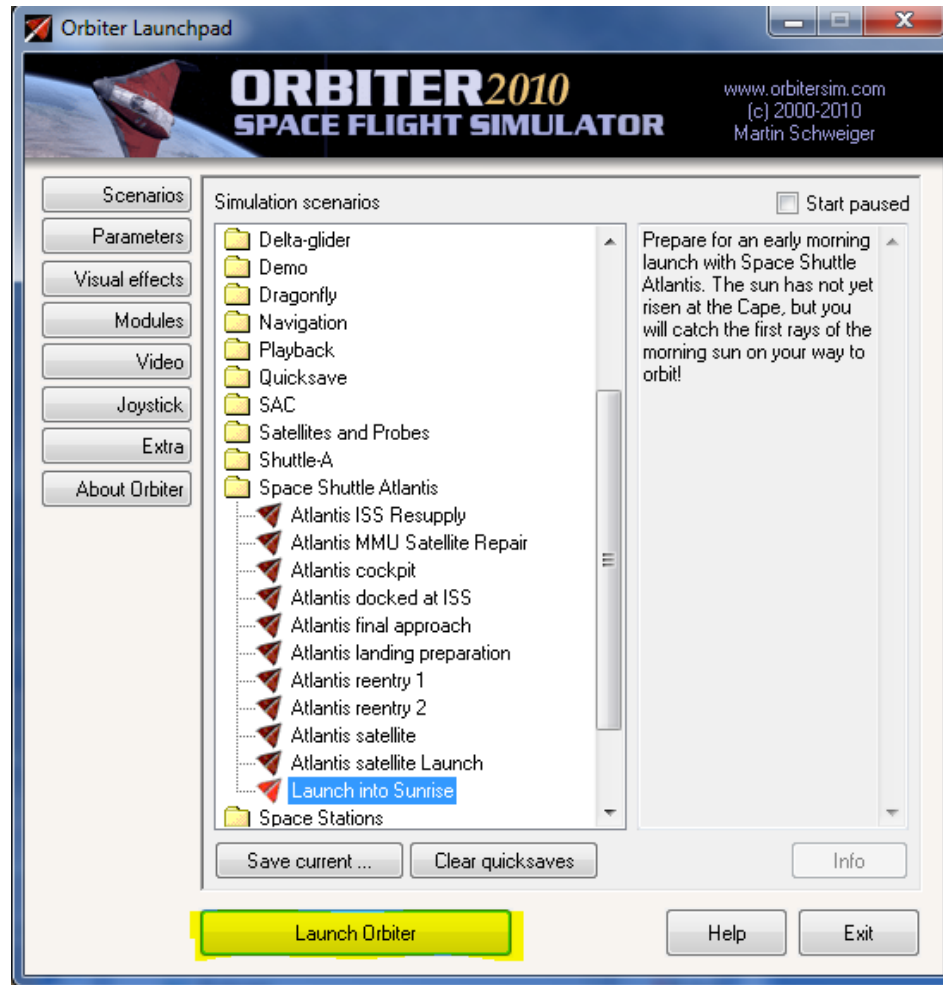 Orbiter Launchpad
ORBITER2010
SPACE FLIGHT SIMULATOR
www.orbitersim.com
(c) 2000-2010
Martin Schweiger
Scenarios
Parameters
Visual effects
Modules
Video
Joystick
Extra
About Orbiter
Simulation scenarios
Start paused
Delta-glider
Demo
Dragonfly
Navigation
Playback
Quicksave
SAC
Satellites and Probes
Shuttle-A
Space Shuttle Atlantis
Atlantis ISS Resupply
Atlantis MMU Satellite Repair
Atlantis cockpit
Atlantis docked at ISS
Atlantis final approach
Atlantis landing preparation
Atlantis reentry 1
Atlantis reentry 2
Atlantis satellite
Atlantis satellite Launch
Launch into Sunrise
Space Stations
Prepare for an early morning
launch with Space Shuttle
Atlantis. The sun has not yet
risen at the Cape, but you
will catch the first rays of the
morning sun on your way to
orbit!
Save current ...
Clear quicksaves
Info
Launch Orbiter
Help
Exit